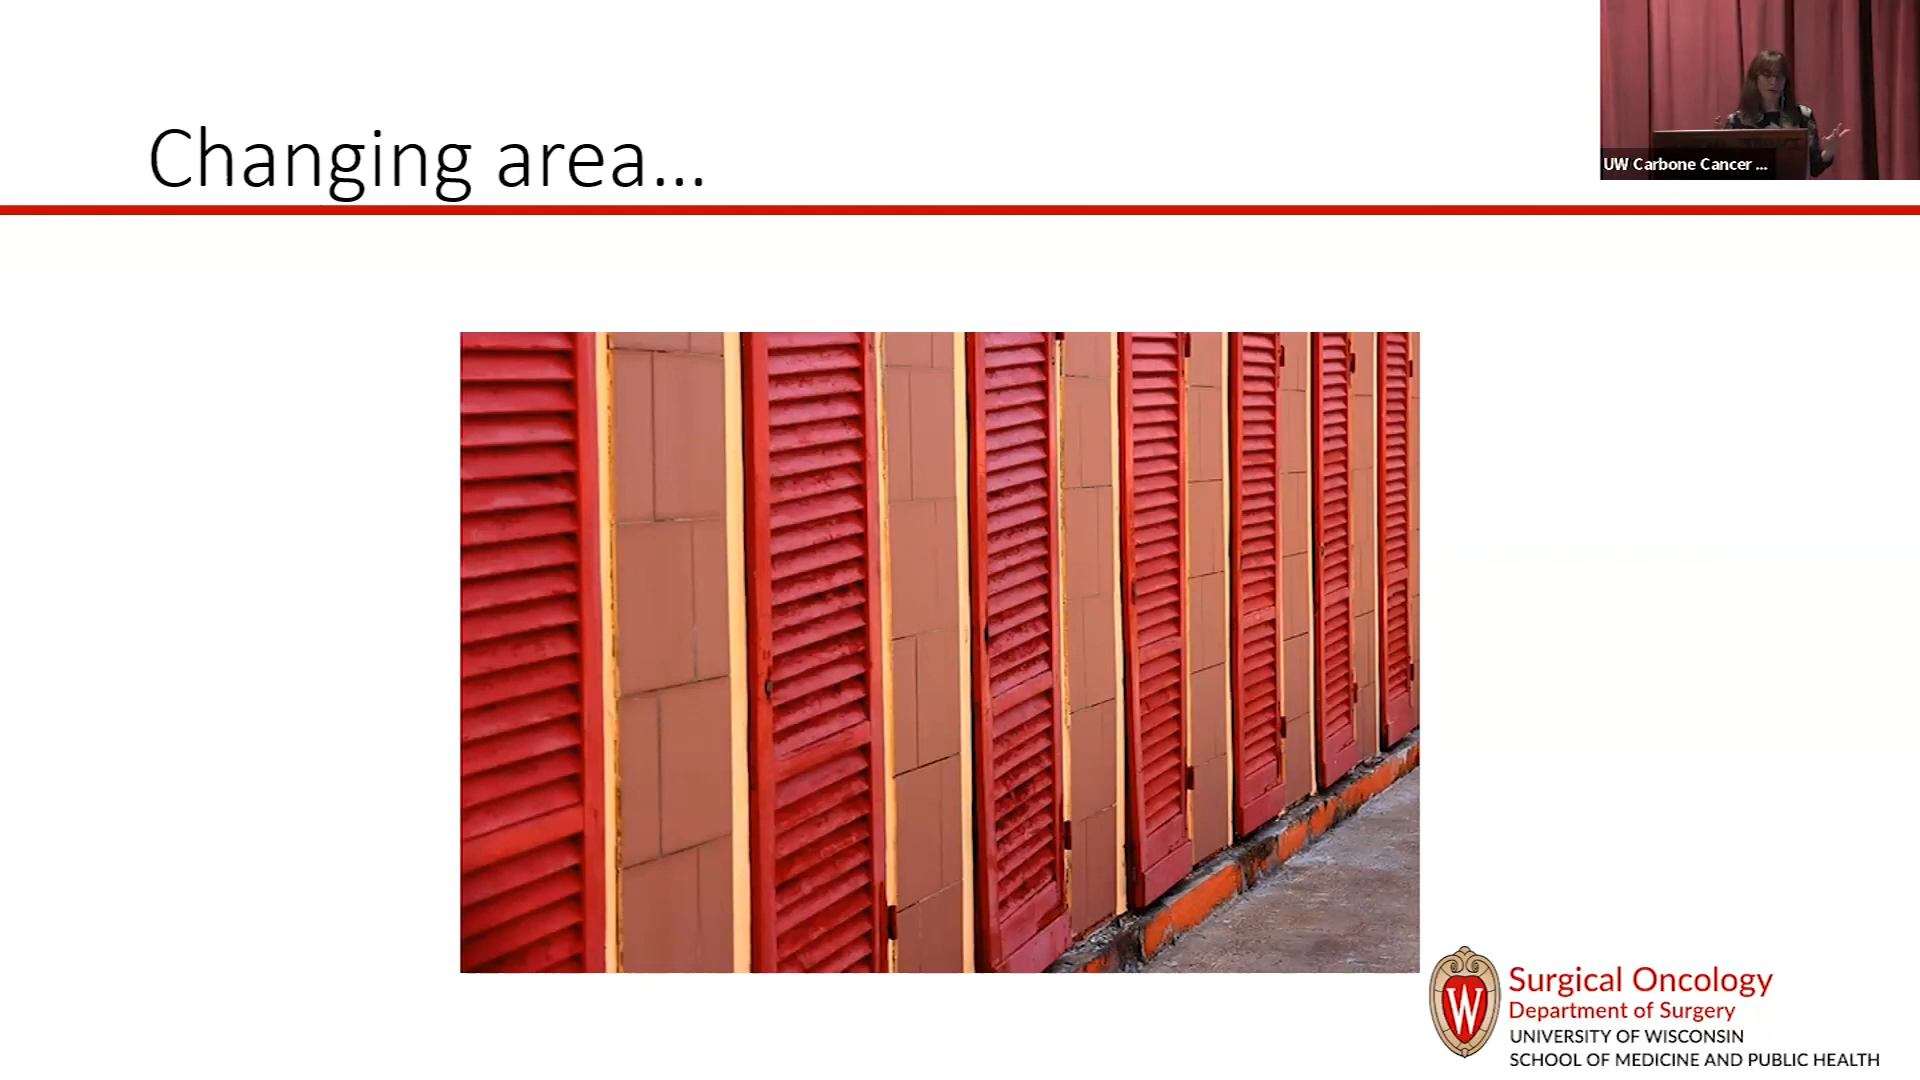 Changing area...
UW Carbone Cancer ...
W
Surgical Oncology
Department of Surgery
UNIVERSITY OF WISCONSIN
SCHOOL OF MEDICINE AND PUBLIC HEALTH